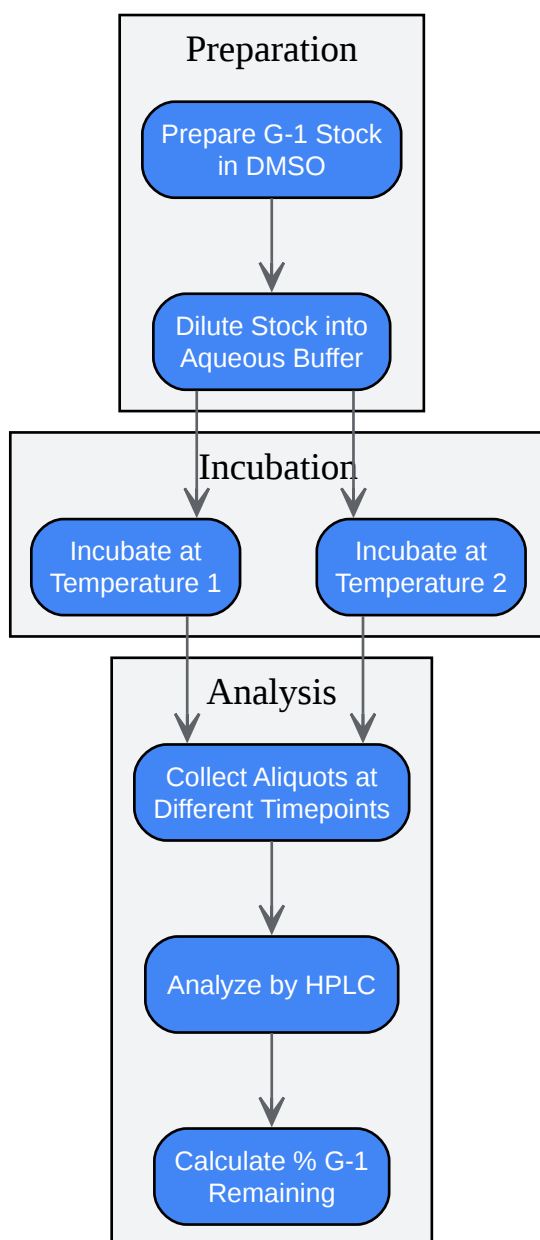 Preparation
Prepare G-1 Stock
in DMSO
Dilute Stock into
Aqueous Buffer
Incubation
Incubate at
Temperature 1
Incubate at
Temperature 2
Analysis
Collect Aliquots at
Different Timepoints
Analyze by HPLC
Calculate % G-1
Remaining